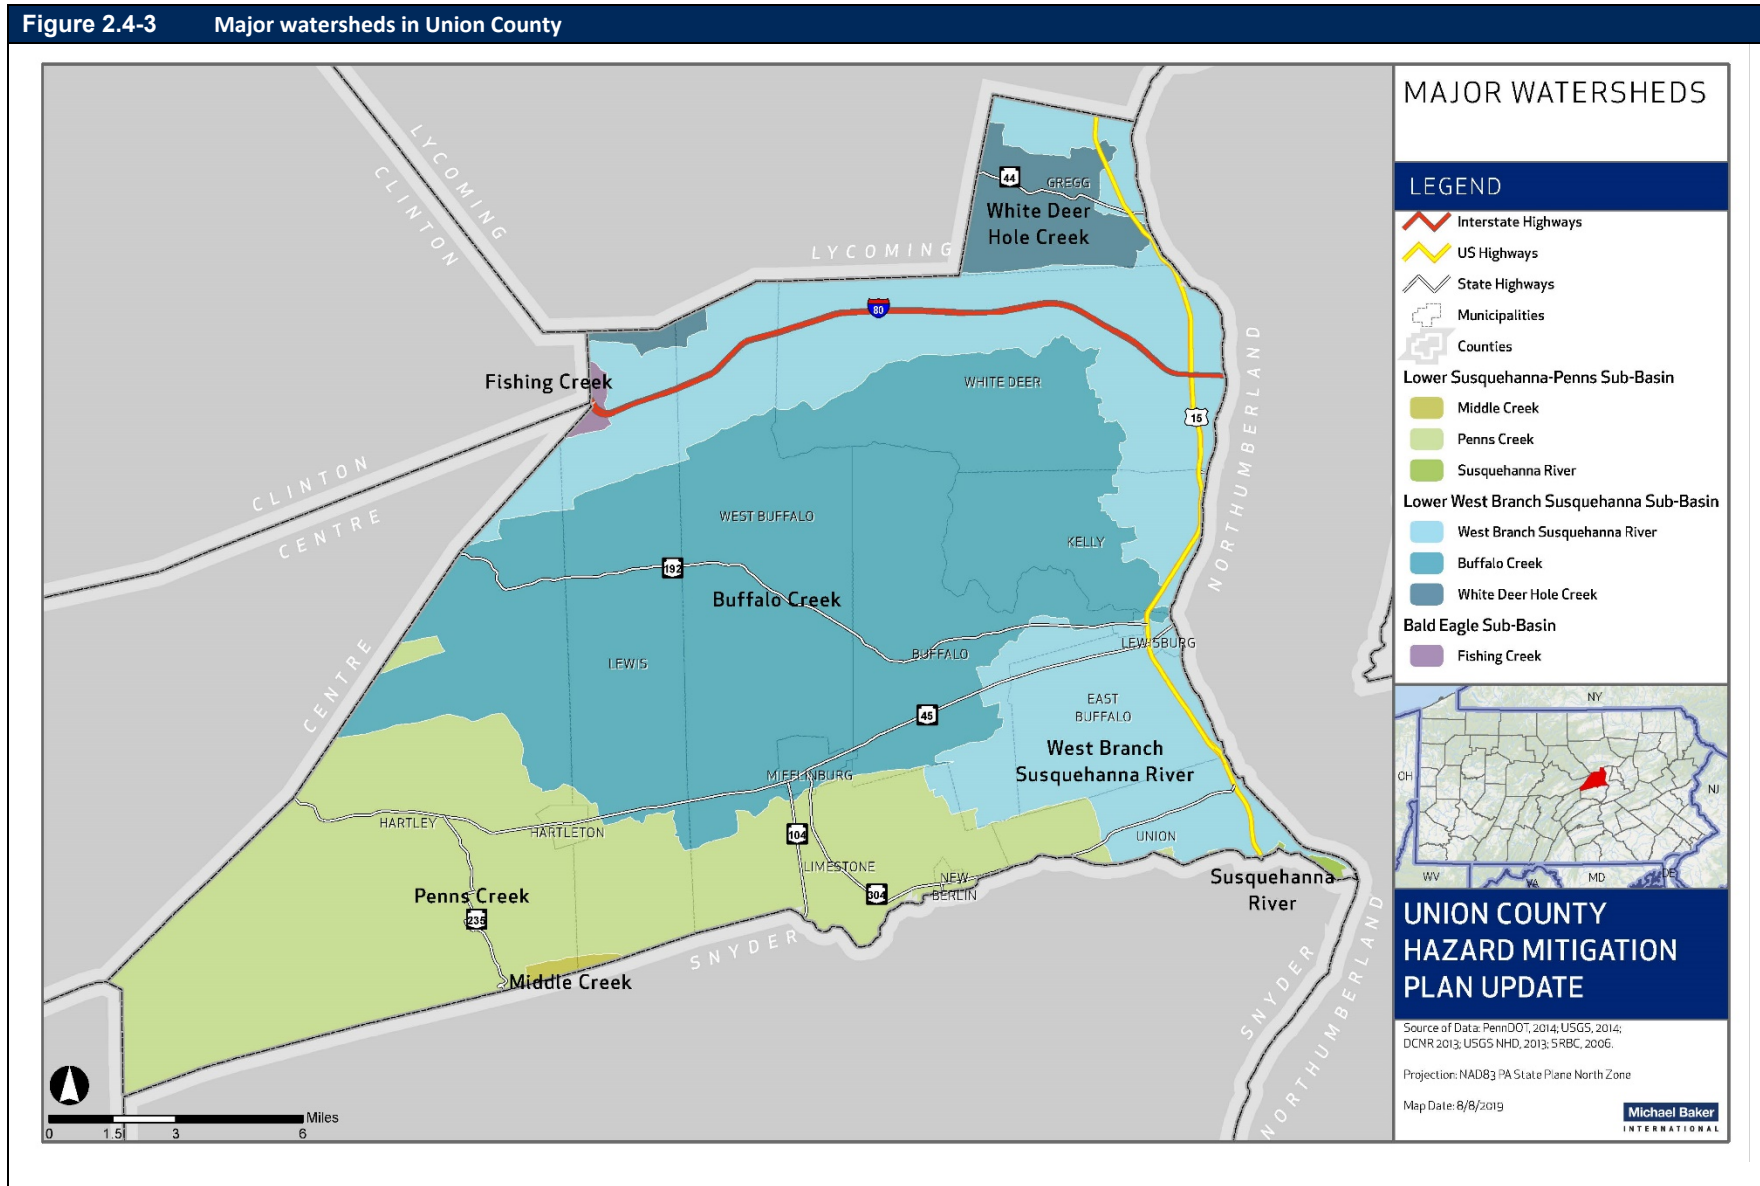 Figure 2.4-3 Major watersheds in Union County
MAJOR WATERSHEDS
LEGEND
Interstate Highways
US Highways
State Highways
Municipalities
Counties
Lower Susquehanna-Penns Sub-Basin
Middle Creek
Penns Creek
Susquehanna River
Lower West Branch Susquehanna Sub-Basin
West Branch Susquehanna River
Buffalo Creek
White Deer Hole Creek
Bald Eagle Sub-Basin
Fishing Creek
NY
OH
NJ
WV
VA
MD
DE
UNION COUNTY
HAZARD MITIGATION
PLAN UPDATE
Source of Data: PennDOT, 2014; USGS, 2014;
DCNR 2013; USGS NHD, 2013; SRBC, 2006.
Projection: NAD83 PA State Plane North Zone
Map Date: 8/8/2019
Michael Baker
INTERNATIONAL
LYCOMING
CLINTON
LYCOMING
44
GREGG
White Deer
Hole Creek
80
Fishing Creek
WHITE DEER
15
NORTHUMBERLAND
CLINTON
CENTRE
WEST BUFFALO
KELLY
192
Buffalo Creek
CENTRE
LEWIS
BUFFALO
LEWISBURG
45
EAST
BUFFALO
West Branch
Susquehanna River
MIFFLINBURG
HARTLEY
HARTLETON
104
UNION
LIMESTONE
304
NEW
BERLIN
Susquehanna
River
Penns Creek
235
SNYDER
Middle Creek
SNYDER
NORTHUMBERLAND
Miles
0 1.5 3 6